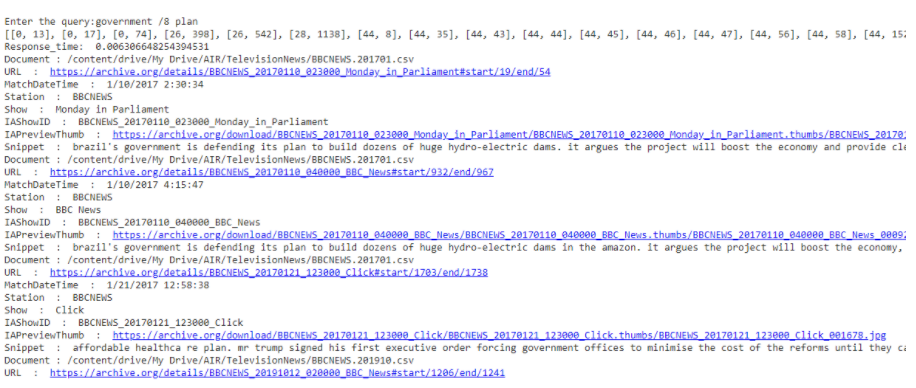 Enter the query:government /8 plan
[[0, 13], [0, 17], [0, 74], [26, 398], [26, 542], [28, 1138], [44, 8], [44, 35], [44, 43], [44, 44], [44, 45], [44, 46], [44, 47], [44, 56], [44, 58], [44, 152
Response_time:  0.006306648254394531
Document : /content/drive/My Drive/AIR/TelevisionNews/BBCNEWS.201701.csv
URL  :  https://archive.org/details/BBCNEWS_20170110_023000_Monday_in_Parliament#start/19/end/54
MatchDateTime  :  1/10/2017 2:30:34
Station  :  BBCNEWS
Show  :  Monday in Parliament
IAShowID  :  BBCNEWS_20170110_023000_Monday_in_Parliament
IAPreviewThumb  :  https://archive.org/download/BBCNEWS_20170110_023000_Monday_in_Parliament/BBCNEWS_20170110_023000_Monday_in_Parliament.thumbs/BBCNEWS_20170
Snippet  :  brazil's government is defending its plan to build dozens of huge hydro-electric dams. it argues the project will boost the economy and provide cle
Document : /content/drive/My Drive/AIR/TelevisionNews/BBCNEWS.201701.csv
URL  :  https://archive.org/details/BBCNEWS_20170110_040000_BBC_News#start/932/end/967
MatchDateTime  :  1/10/2017 4:15:47
Station  :  BBCNEWS
Show  :  BBC News
IAShowID  :  BBCNEWS_20170110_040000_BBC_News
IAPreviewThumb  :  https://archive.org/download/BBCNEWS_20170110_040000_BBC_News/BBCNEWS_20170110_040000_BBC_News.thumbs/BBCNEWS_20170110_040000_BBC_News_0009
Snippet  :  brazil's government is defending its plan to build dozens of huge hydro-electric dams in the amazon. it argues the project will boost the economy,
Document : /content/drive/My Drive/AIR/TelevisionNews/BBCNEWS.201701.csv
URL  :  https://archive.org/details/BBCNEWS_20170121_123000_Click#start/1703/end/1738
MatchDateTime  :  1/21/2017 12:58:38
Station  :  BBCNEWS
Show  :  Click
IAShowID  :  BBCNEWS_20170121_123000_Click
IAPreviewThumb  :  https://archive.org/download/BBCNEWS_20170121_123000_Click/BBCNEWS_20170121_123000_Click.thumbs/BBCNEWS_20170121_123000_Click_001678.jpg
Snippet  :  affordable healthca re plan. mr trump signed his first executive order forcing government offices to minimise the cost of the reforms until they ca
Document : /content/drive/My Drive/AIR/TelevisionNews/BBCNEWS.201910.csv
URL  :  https://archive.org/details/BBCNEWS_20191012_020000_BBC_News#start/1206/end/1241